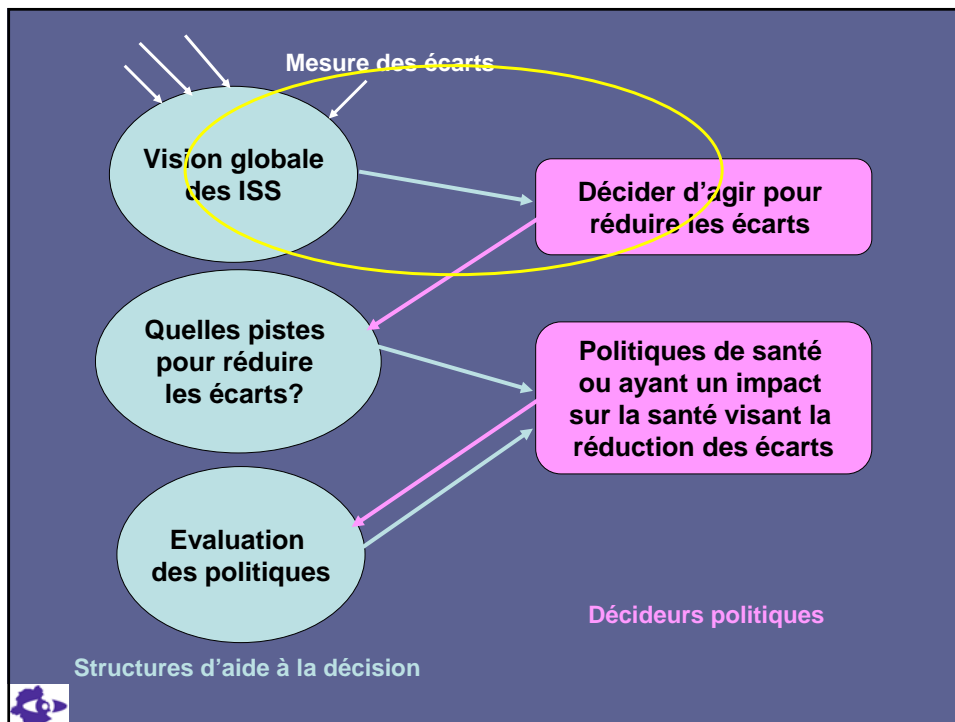 Mesure des écarts
Vision globale
des ISS
Décider d’agir pour
réduire les écarts
Quelles pistes
pour réduire
les écarts?
Politiques de santé
ou ayant un impact
sur la santé visant la
réduction des écarts
Evaluation
des politiques
Décideurs politiques
Structures d’aide à la décision